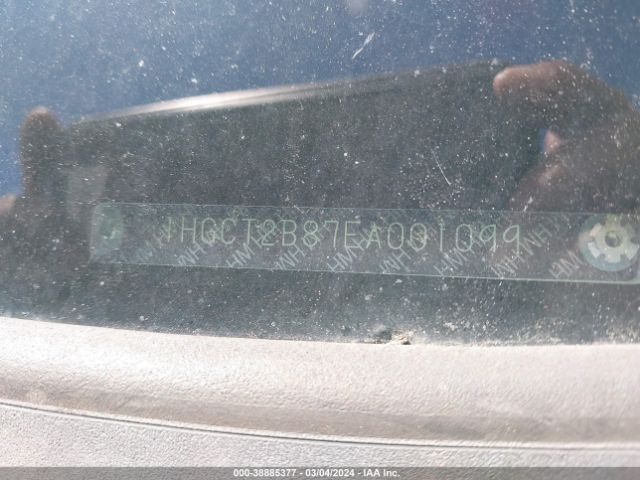 1HGCT2B87EA001099
000-38885377 — 03/04/2024 — IAA Inc.